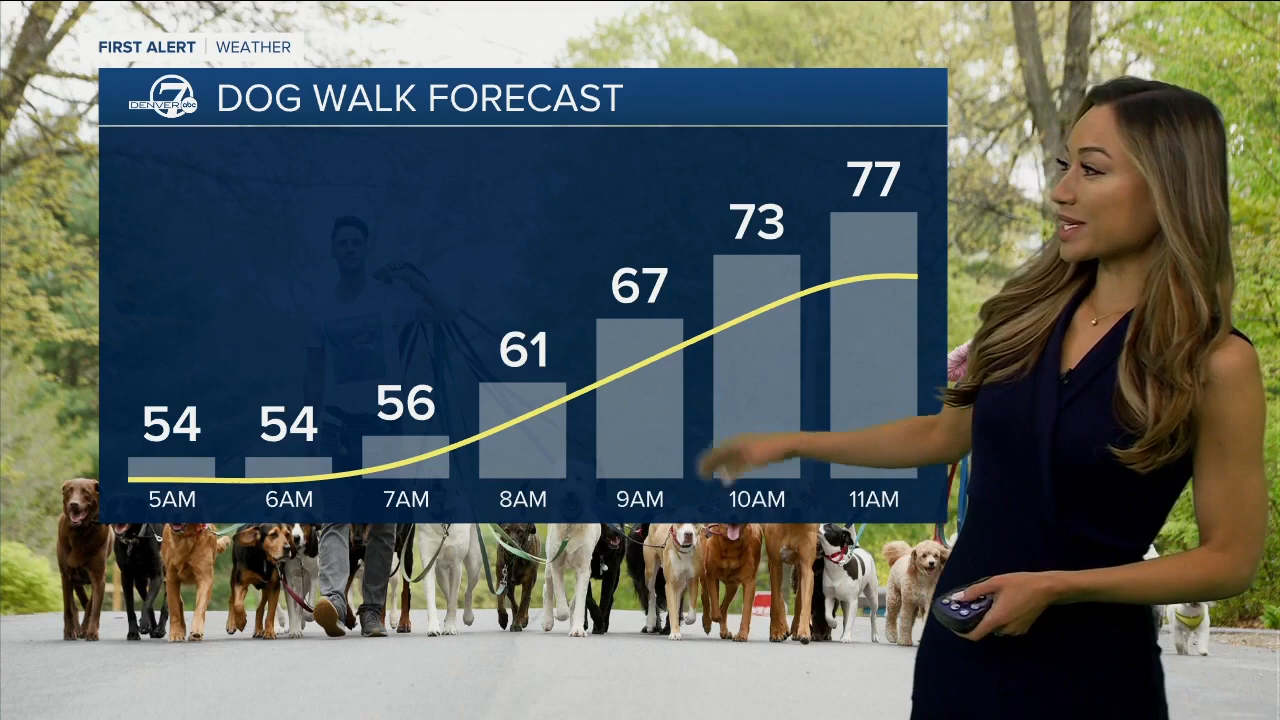 FIRST ALERT | WEATHER
DENVER 7 abc
DOG WALK FORECAST
54 54 56 61 67 73 77
5AM 6AM 7AM 8AM 9AM 10AM 11AM